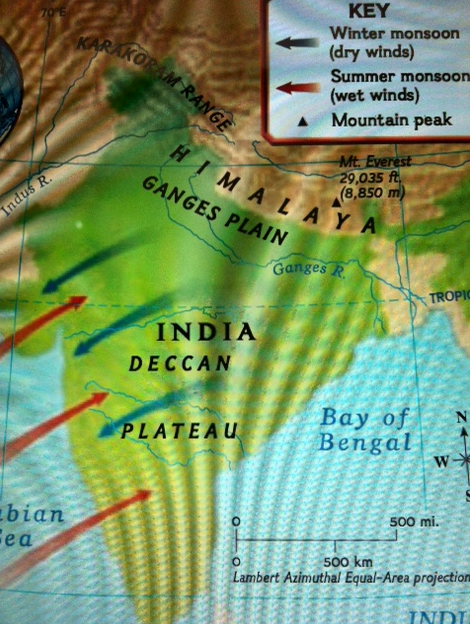 70°E
KEY
Winter monsoon
(dry winds)
Summer monsoon
(wet winds)
Mountain peak
KARAKORAM RANGE
HIMALAYA
Mt. Everest
29,035 ft.
(8,850 m)
Indus R.
GANGES PLAIN
Ganges R.
TROPIC
INDIA
DECCAN
PLATEAU
Bay of
Bengal
N
W
S
abian
Sea
0
500 mi.
0
500 km
Lambert Azimuthal Equal-Area projection
INDI